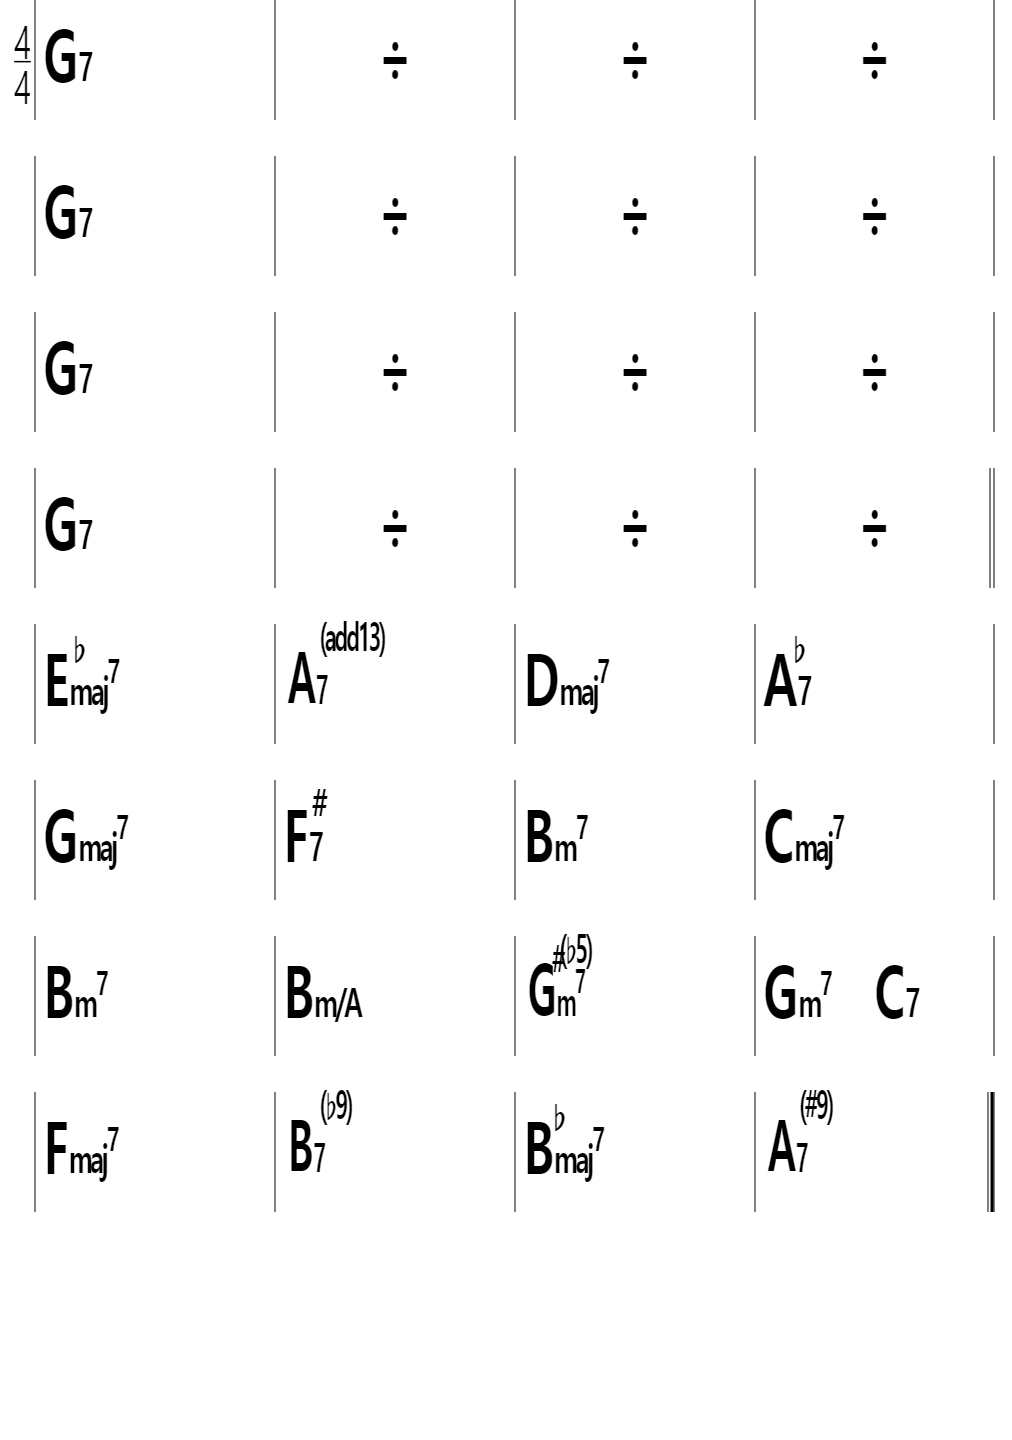 4/4 G7 ÷ ÷ ÷
G7 ÷ ÷ ÷
G7 ÷ ÷ ÷
G7 ÷ ÷ ÷
E♭maj7 A7(add13) Dmaj7 A♭7
Gmaj7 F#7 Bm7 Cmaj7
Bm7 Bm/A G#m7(♭5) Gm7 C7
Fmaj7 B7(♭9) B♭maj7 A7(#9)